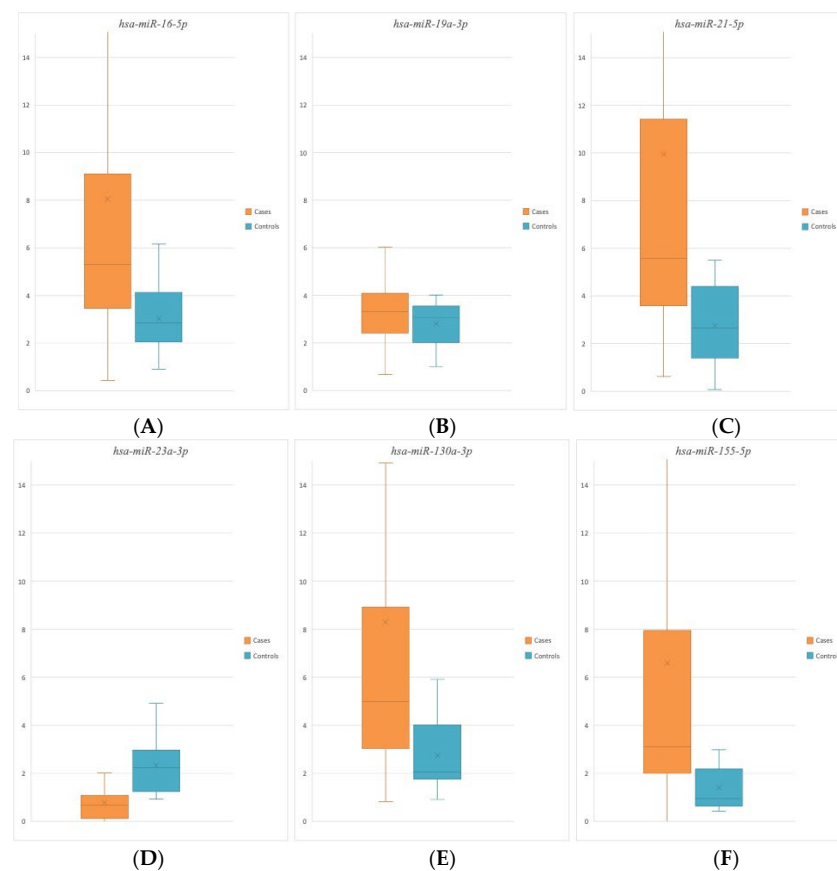 hsa-miR-16-5p
14
12
10
8
6
4
2
0
Cases
Controls
(A)
hsa-miR-19a-3p
14
12
10
8
6
4
2
0
Cases
Controls
(B)
hsa-miR-21-5p
14
12
10
8
6
4
2
0
Cases
Controls
(C)
hsa-miR-23a-3p
14
12
10
8
6
4
2
0
Cases
Controls
(D)
hsa-miR-130a-3p
14
12
10
8
6
4
2
0
Cases
Controls
(E)
hsa-miR-155-5p
14
12
10
8
6
4
2
0
Cases
Control
(F)